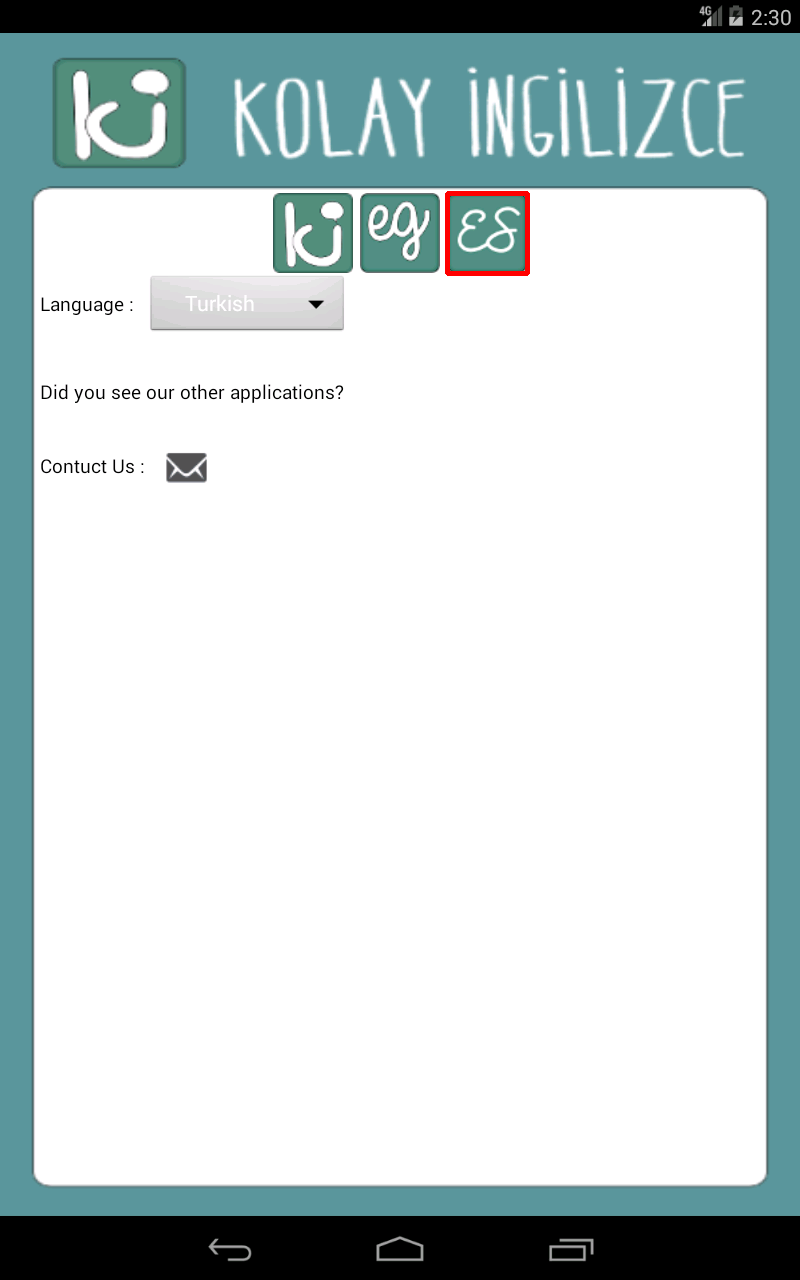 4G 2:30
ki KOLAY İNGİLİZCE
ki eg ES
Language : Turkish
Did you see our other applications?
Contuct Us :